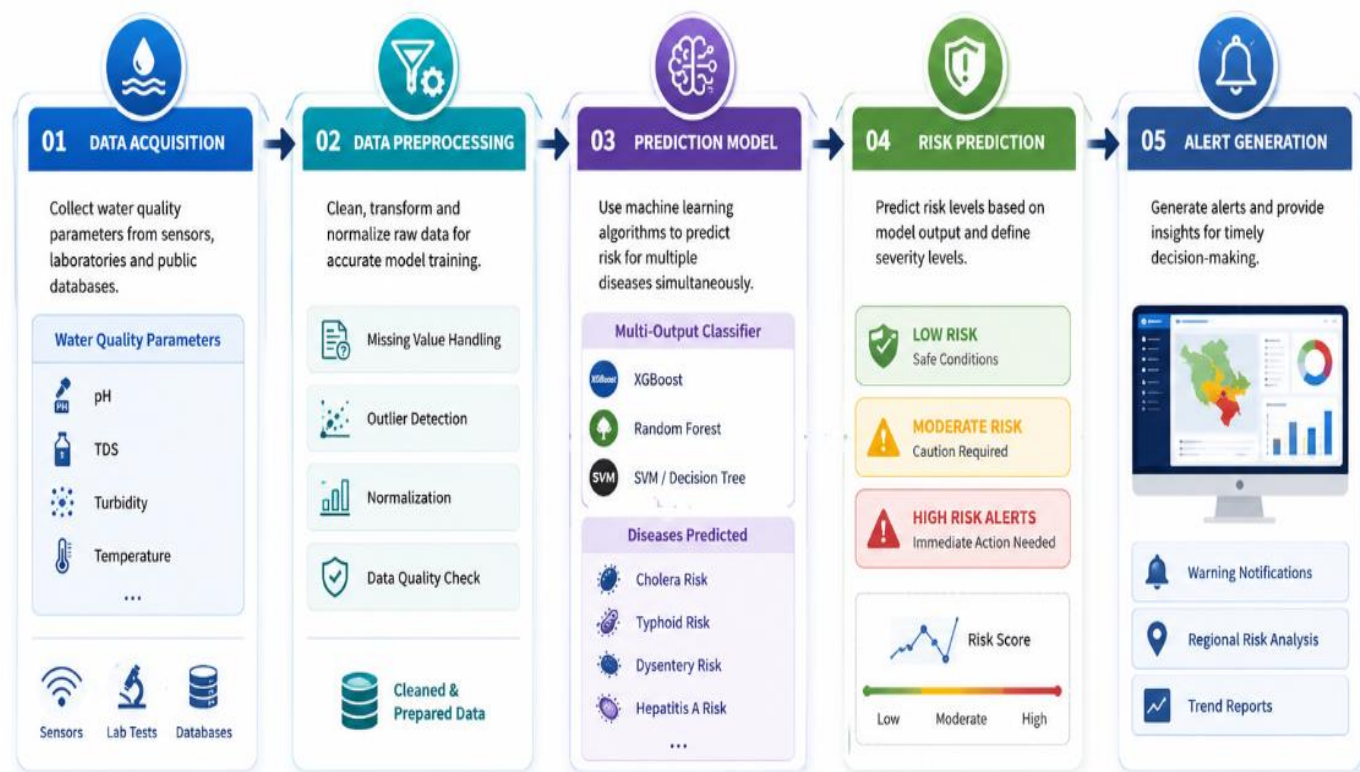 01 DATA ACQUISITION
Collect water quality
parameters from sensors,
laboratories and public
databases.
Water Quality Parameters
PH
pH
TDS
Turbidity
Temperature
...
Sensors Lab Tests Databases
02 DATA PREPROCESSING
Clean, transform and
normalize raw data for
accurate model training.
Missing Value Handling
Outlier Detection
Normalization
Data Quality Check
Cleaned &
Prepared Data
03 PREDICTION MODEL
Use machine learning
algorithms to predict
risk for multiple
diseases simultaneously.
Multi-Output Classifier
XGBoost XGBoost
Random Forest
SVM SVM / Decision Tree
Diseases Predicted
Cholera Risk
Typhoid Risk
Dysentery Risk
Hepatitis A Risk
...
04 RISK PREDICTION
Predict risk levels based on
model output and define
severity levels.
LOW RISK
Safe Conditions
MODERATE RISK
Caution Required
HIGH RISK ALERTS
Immediate Action Needed
Risk Score
Low Moderate High
05 ALERT GENERATION
Generate alerts and provide
insights for timely
decision-making.
Warning Notifications
Regional Risk Analysis
Trend Reports